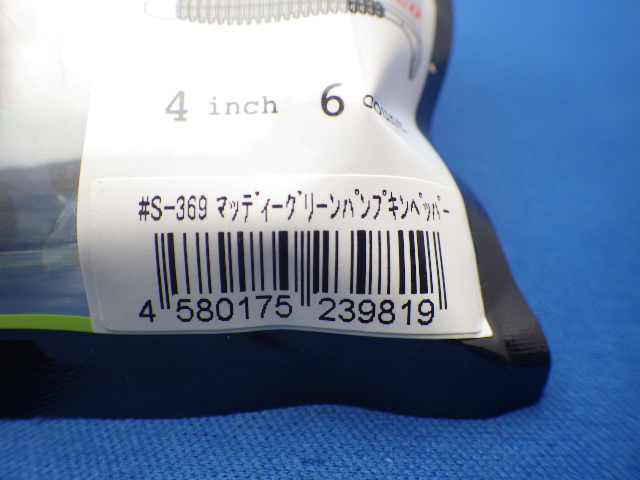 4 inch 6 count
#S-369 マッディーグリーンパンプキンペッパー
4 580175 239819